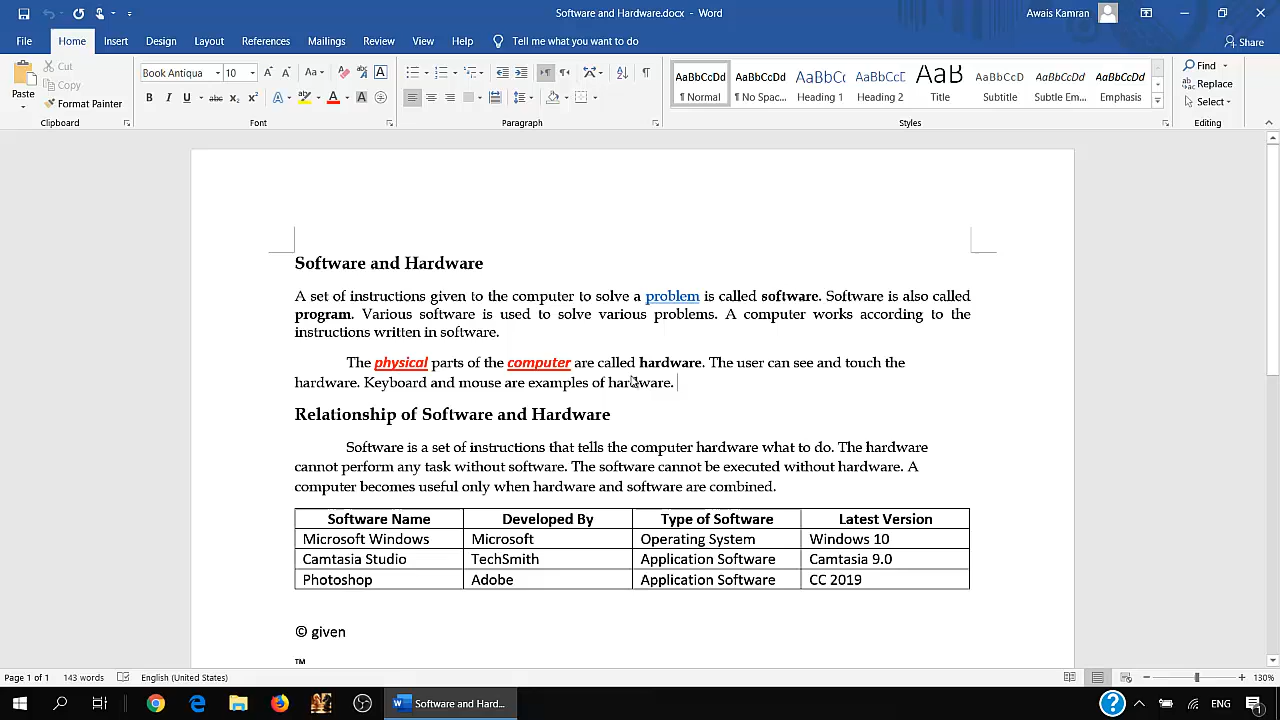 Software and Hardware.docx - Word
Awais Kamran
File Home Insert Design Layout References Mailings Review View Help Tell me what you want to do Share
Paste
Cut
Copy
Format Painter
Clipboard
Book Antiqua 10
Font
Paragraph
AaBbCcDd AaBbCcDd AaBbCc AaBbCcD AaB AaBbCcD AaBbCcDd AaBbCcDd
¶ Normal ¶ No Spac... Heading 1 Heading 2 Title Subtitle Subtle Em... Emphasis
Styles
Find
Replace
Select
Editing
Software and Hardware
A set of instructions given to the computer to solve a problem is called software. Software is also called
program. Various software is used to solve various problems. A computer works according to the
instructions written in software.
The physical parts of the computer are called hardware. The user can see and touch the
hardware. Keyboard and mouse are examples of hardware.
Relationship of Software and Hardware
Software is a set of instructions that tells the computer hardware what to do. The hardware
cannot perform any task without software. The software cannot be executed without hardware. A
computer becomes useful only when hardware and software are combined.
Software Name Developed By Type of Software Latest Version
Microsoft Windows Microsoft Operating System Windows 10
Camtasia Studio TechSmith Application Software Camtasia 9.0
Photoshop Adobe Application Software CC 2019
© given
™
Page 1 of 1 143 words English (United States) 130%
Software and Hard... ENG